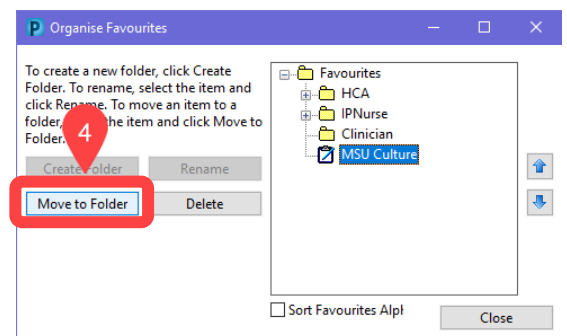 Organise Favourites
To create a new folder, click Create
Folder. To rename, select the item and
click Rename. To move an item to a
folder, the item and click Move to
Folder.
4
Create Folder
Rename
Move to Folder
Delete
Favourites
HCA
IPNurse
Clinician
MSU Culture
Sort Favourites Alph
Close